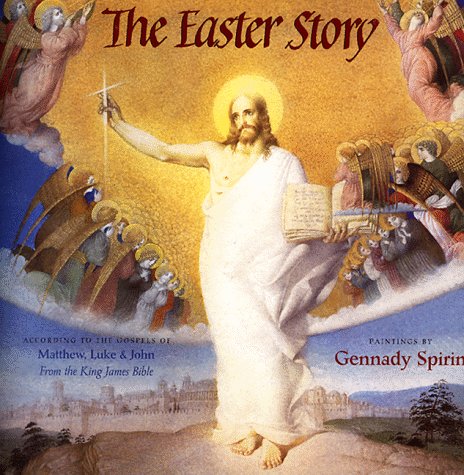 The Easter Story
ACCORDING TO THE GOSPELS OF
Matthew, Luke & John
From the King James Bible
PAINTINGS BY
Gennady Spirin